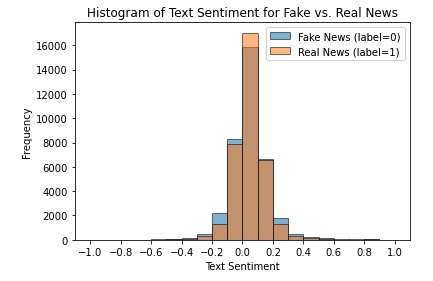 Histogram of Text Sentiment for Fake vs. Real News
Fake News (label=0)
Real News (label=1)
Frequency
16000
14000
12000
10000
8000
6000
4000
2000
0
−1.0 −0.8 −0.6 −0.4 −0.2 0.0 0.2 0.4 0.6 0.8 1.0
Text Sentiment